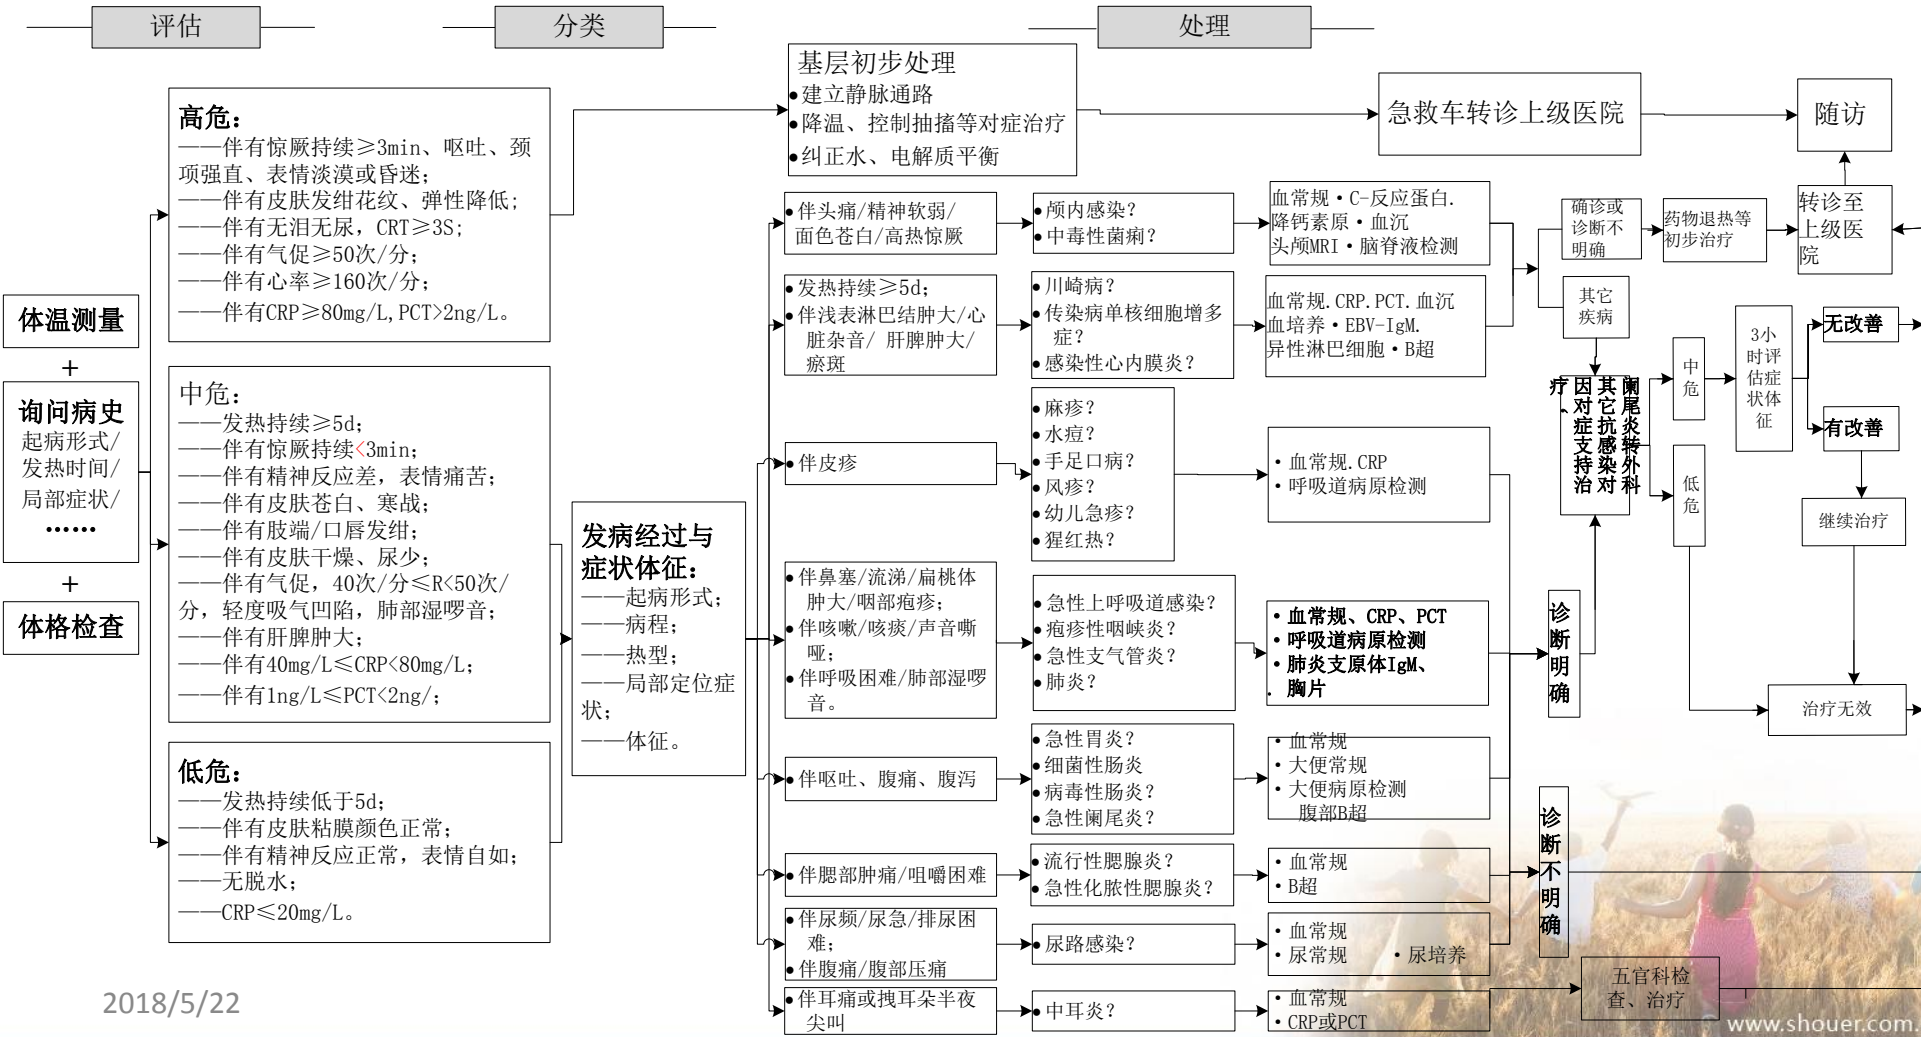 评估
分类
处理
体温测量
+
询问病史
起病形式/
发热时间/
局部症状/
••••••
+
体格检查
高危：
——伴有惊厥持续≥3min、呕吐、颈
项强直、表情淡漠或昏迷；
——伴有皮肤发绀花纹、弹性降低；
——伴有无泪无尿，CRT≥3S；
——伴有气促≥50次/分；
——伴有心率≥160次/分；
——伴有CRP≥80mg/L,PCT>2ng/L。
中危：
——发热持续≥5d；
——伴有惊厥持续<3min；
——伴有精神反应差，表情痛苦；
——伴有皮肤苍白、寒战；
——伴有肢端/口唇发绀；
——伴有皮肤干燥、尿少；
——伴有气促，40次/分≤R<50次/
分，轻度吸气凹陷，肺部湿啰音；
——伴有肝脾肿大；
——伴有40mg/L≤CRP<80mg/L；
——伴有1ng/L≤PCT<2ng/；
低危：
——发热持续低于5d；
——伴有皮肤粘膜颜色正常；
——伴有精神反应正常，表情自如；
——无脱水；
——CRP≤20mg/L。
发病经过与
症状体征：
——起病形式；
——病程；
——热型；
——局部定位症
状；
——体征。
基层初步处理
•建立静脉通路
•降温、控制抽搐等对症治疗
•纠正水、电解质平衡
急救车转诊上级医院
随访
•伴头痛/精神软弱/
面色苍白/高热惊厥
•颅内感染？
•中毒性菌痢？
血常规•C-反应蛋白.
降钙素原•血沉
头颅MRI•脑脊液检测
•发热持续≥5d；
•伴浅表淋巴结肿大/心
脏杂音/ 肝脾肿大/
瘀斑
•川崎病？
•传染病单核细胞增多
症？
•感染性心内膜炎？
血常规.CRP.PCT.血沉
血培养•EBV-IgM.
异性淋巴细胞•B超
•伴皮疹
•麻疹？
•水痘？
•手足口病？
•风疹？
•幼儿急疹？
•猩红热？
•血常规.CRP
•呼吸道病原检测
•伴鼻塞/流涕/扁桃体
肿大/咽部疱疹；
•伴咳嗽/咳痰/声音嘶
哑；
•伴呼吸困难/肺部湿啰
音。
•急性上呼吸道感染？
•疱疹性咽峡炎？
•急性支气管炎？
•肺炎？
•血常规、CRP、PCT
•呼吸道病原检测
•肺炎支原体IgM、
. 胸片
•伴呕吐、腹痛、腹泻
•急性胃炎？
•细菌性肠炎
•病毒性肠炎？
•急性阑尾炎？
•血常规
•大便常规
•大便病原检测
腹部B超
•伴腮部肿痛/咀嚼困难
•流行性腮腺炎？
•急性化脓性腮腺炎？
•血常规
•B超
•伴尿频/尿急/排尿困
难；
•伴腹痛/腹部压痛
•尿路感染？
•血常规
•尿常规 •尿培养
•伴耳痛或拽耳朵半夜
尖叫
•中耳炎？
•血常规
•CRP或PCT
确诊或
诊断不
明确
药物退热等
初步治疗
转诊至
上级医
院
其它
疾病
阑尾炎转外科
其它抗感染对
因对症支持治
疗、
中危
低危
3小
时评
估症
状体
征
无改善
有改善
继续治疗
治疗无效
诊断明确
诊断不明确
五官科检
查、治疗
2018/5/22
www.shouer.com.